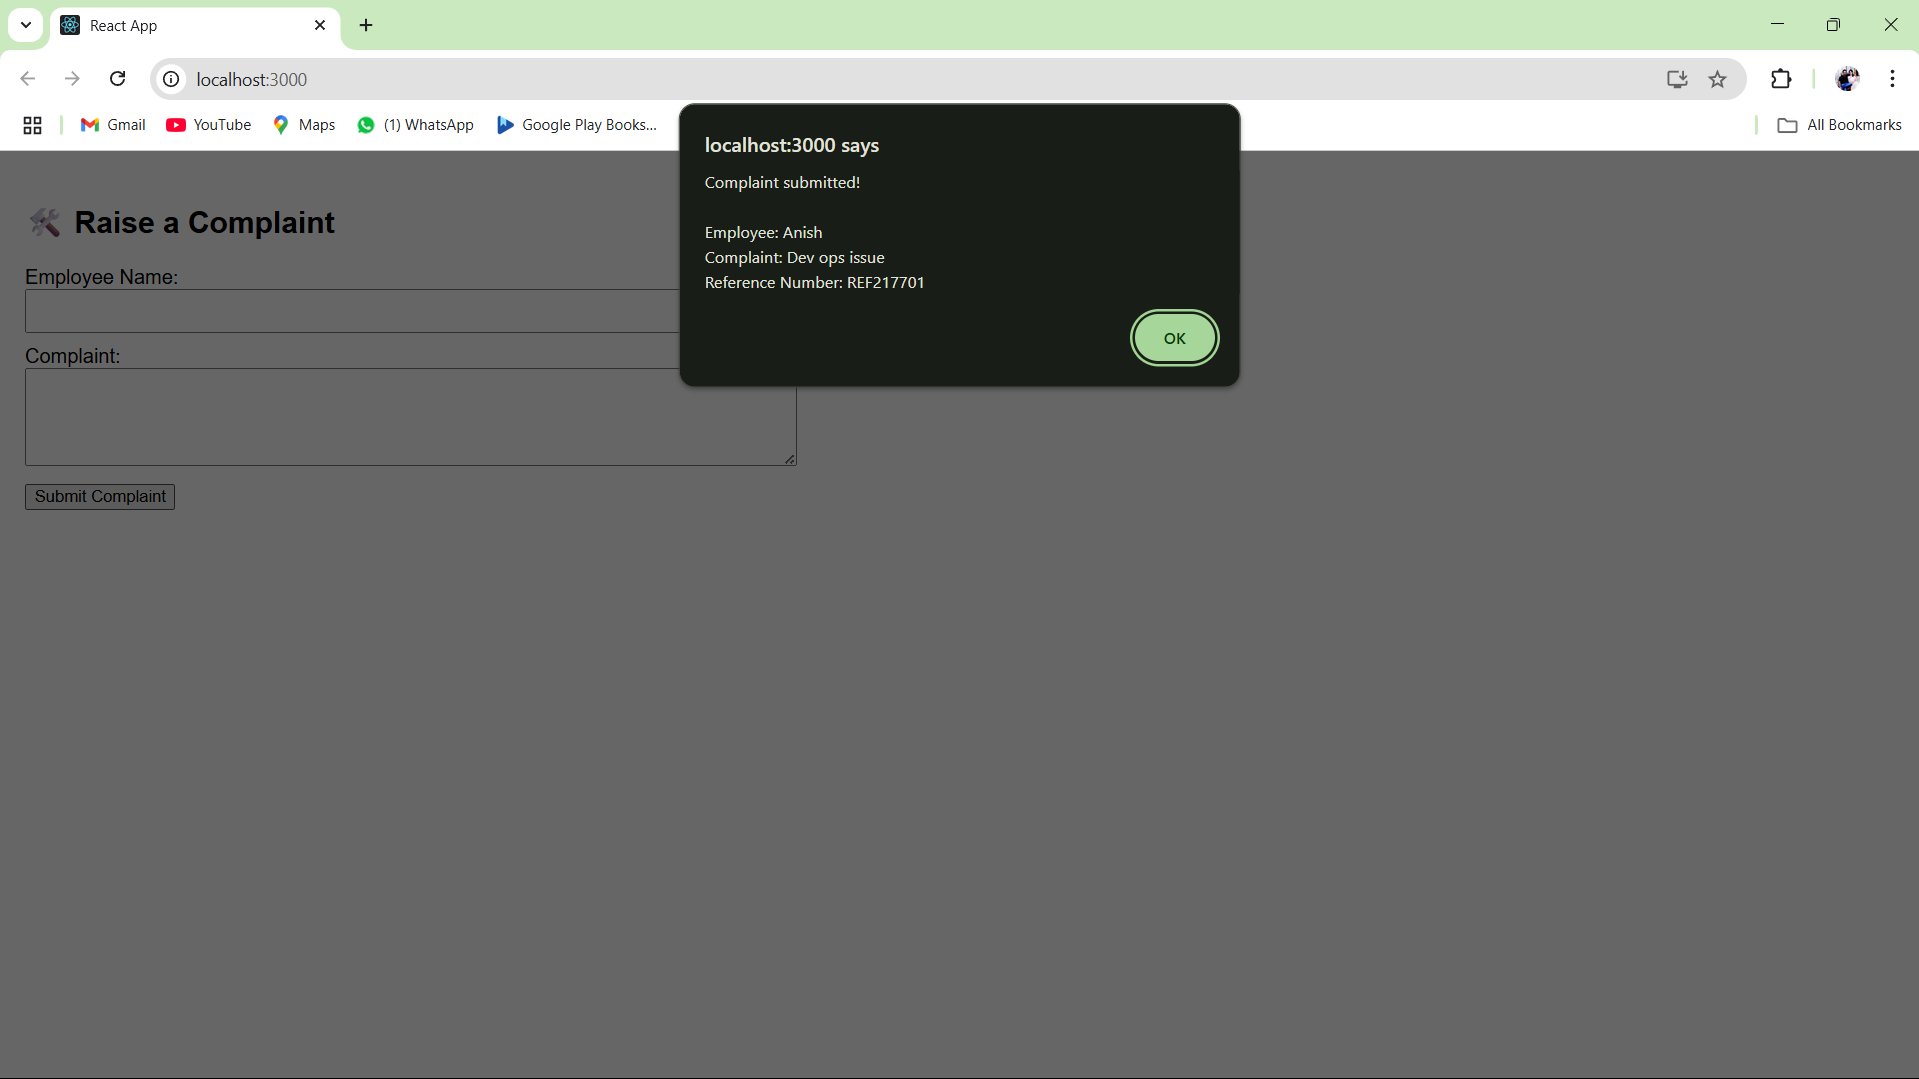 React App
localhost:3000
Gmail
YouTube
Maps
(1) WhatsApp
Google Play Books...
All Bookmarks
localhost:3000 says
Complaint submitted!
Employee: Anish
Complaint: Dev ops issue
Reference Number: REF217701
OK
Raise a Complaint
Employee Name:
Complaint:
Submit Complaint